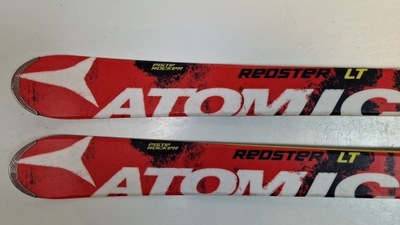 PISTE
ROCKER
REDSTER LT
ATOMIC
PISTE
ROCKER
REDSTER LT
ATOMIC